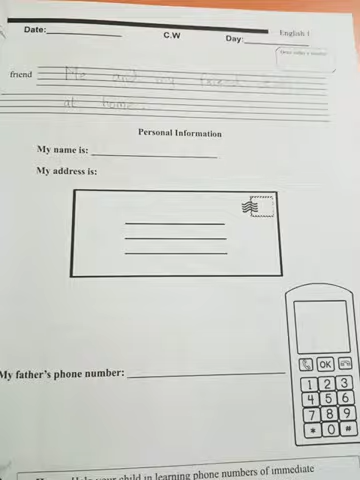 Date:
C.W
Day:
English 1
friend Me and my friend
at home.
Personal Information
My name is:
My address is:
OK
1 2 3
4 5 6
7 8 9
* 0 #
My father's phone number:
Help your child in learning phone numbers of immediate